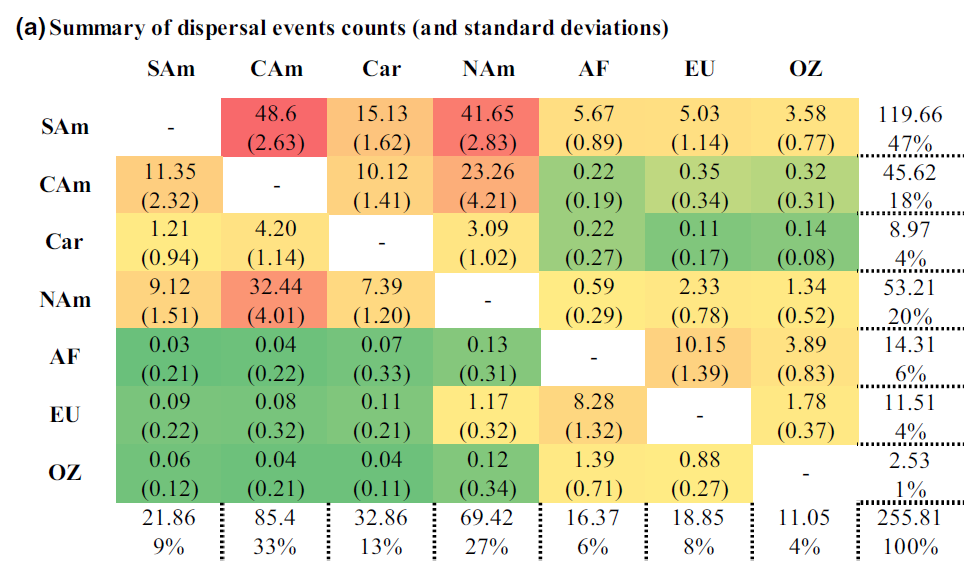 (a) Summary of dispersal events counts (and standard deviations)
SAm CAm Car NAm AF EU OZ
SAm - 48.6 15.13 41.65 5.67 5.03 3.58 119.66
(2.63) (1.62) (2.83) (0.89) (1.14) (0.77) 47%
CAm 11.35 - 10.12 23.26 0.22 0.35 0.32 45.62
(2.32) (1.41) (4.21) (0.19) (0.34) (0.31) 18%
Car 1.21 4.20 - 3.09 0.22 0.11 0.14 8.97
(0.94) (1.14) (1.02) (0.27) (0.17) (0.08) 4%
NAm 9.12 32.44 7.39 - 0.59 2.33 1.34 53.21
(1.51) (4.01) (1.20) (0.29) (0.78) (0.52) 20%
AF 0.03 0.04 0.07 0.13 - 10.15 3.89 14.31
(0.21) (0.22) (0.33) (0.31) (1.39) (0.83) 6%
EU 0.09 0.08 0.11 1.17 8.28 - 1.78 11.51
(0.22) (0.32) (0.21) (0.32) (1.32) (0.37) 4%
OZ 0.06 0.04 0.04 0.12 1.39 0.88 - 2.53
(0.12) (0.21) (0.11) (0.34) (0.71) (0.27) 1%
21.86 85.4 32.86 69.42 16.37 18.85 11.05 255.81
9% 33% 13% 27% 6% 8% 4% 100%